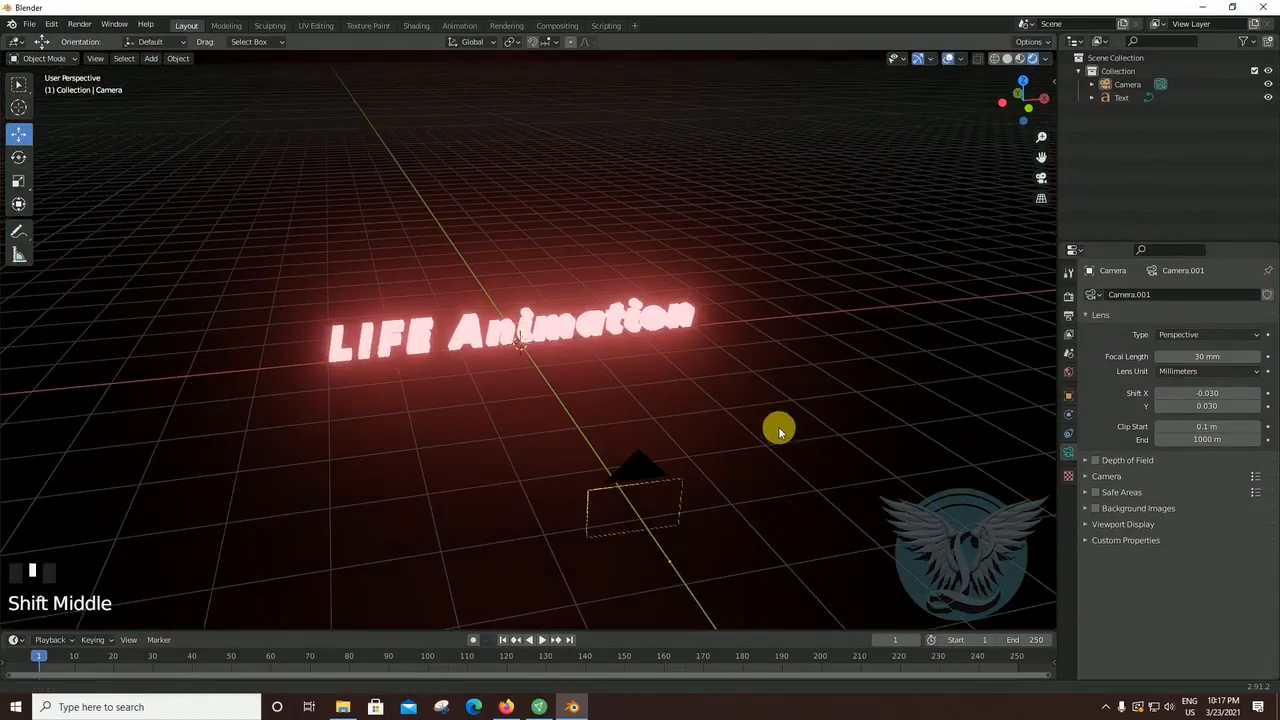 Blender
File Edit Render Window Help Layout Modeling Sculpting UV Editing Texture Paint Shading Animation Rendering Compositing Scripting + Scene View Layer
Orientation: Default Drag: Select Box Global Options
Object Mode View Select Add Object
User Perspective
(1) Collection | Camera
Scene Collection
Collection
Camera
Text
LIFE Animation
Camera Camera.001
Camera.001
Lens
Type Perspective
Focal Length 30 mm
Lens Unit Millimeters
Shift X -0.030
Y 0.030
Clip Start 0.1 m
End 1000 m
Depth of Field
Camera
Safe Areas
Background Images
Viewport Display
Custom Properties
Shift Middle
Playback Keying View Marker 1 Start 1 End 250
1 10 20 30 40 50 60 70 80 90 100 110 120 130 140 150 160 170 180 190 200 210 220 230 240 250
2.91.2
Type here to search
ENG
US
10:17 PM
3/23/2021